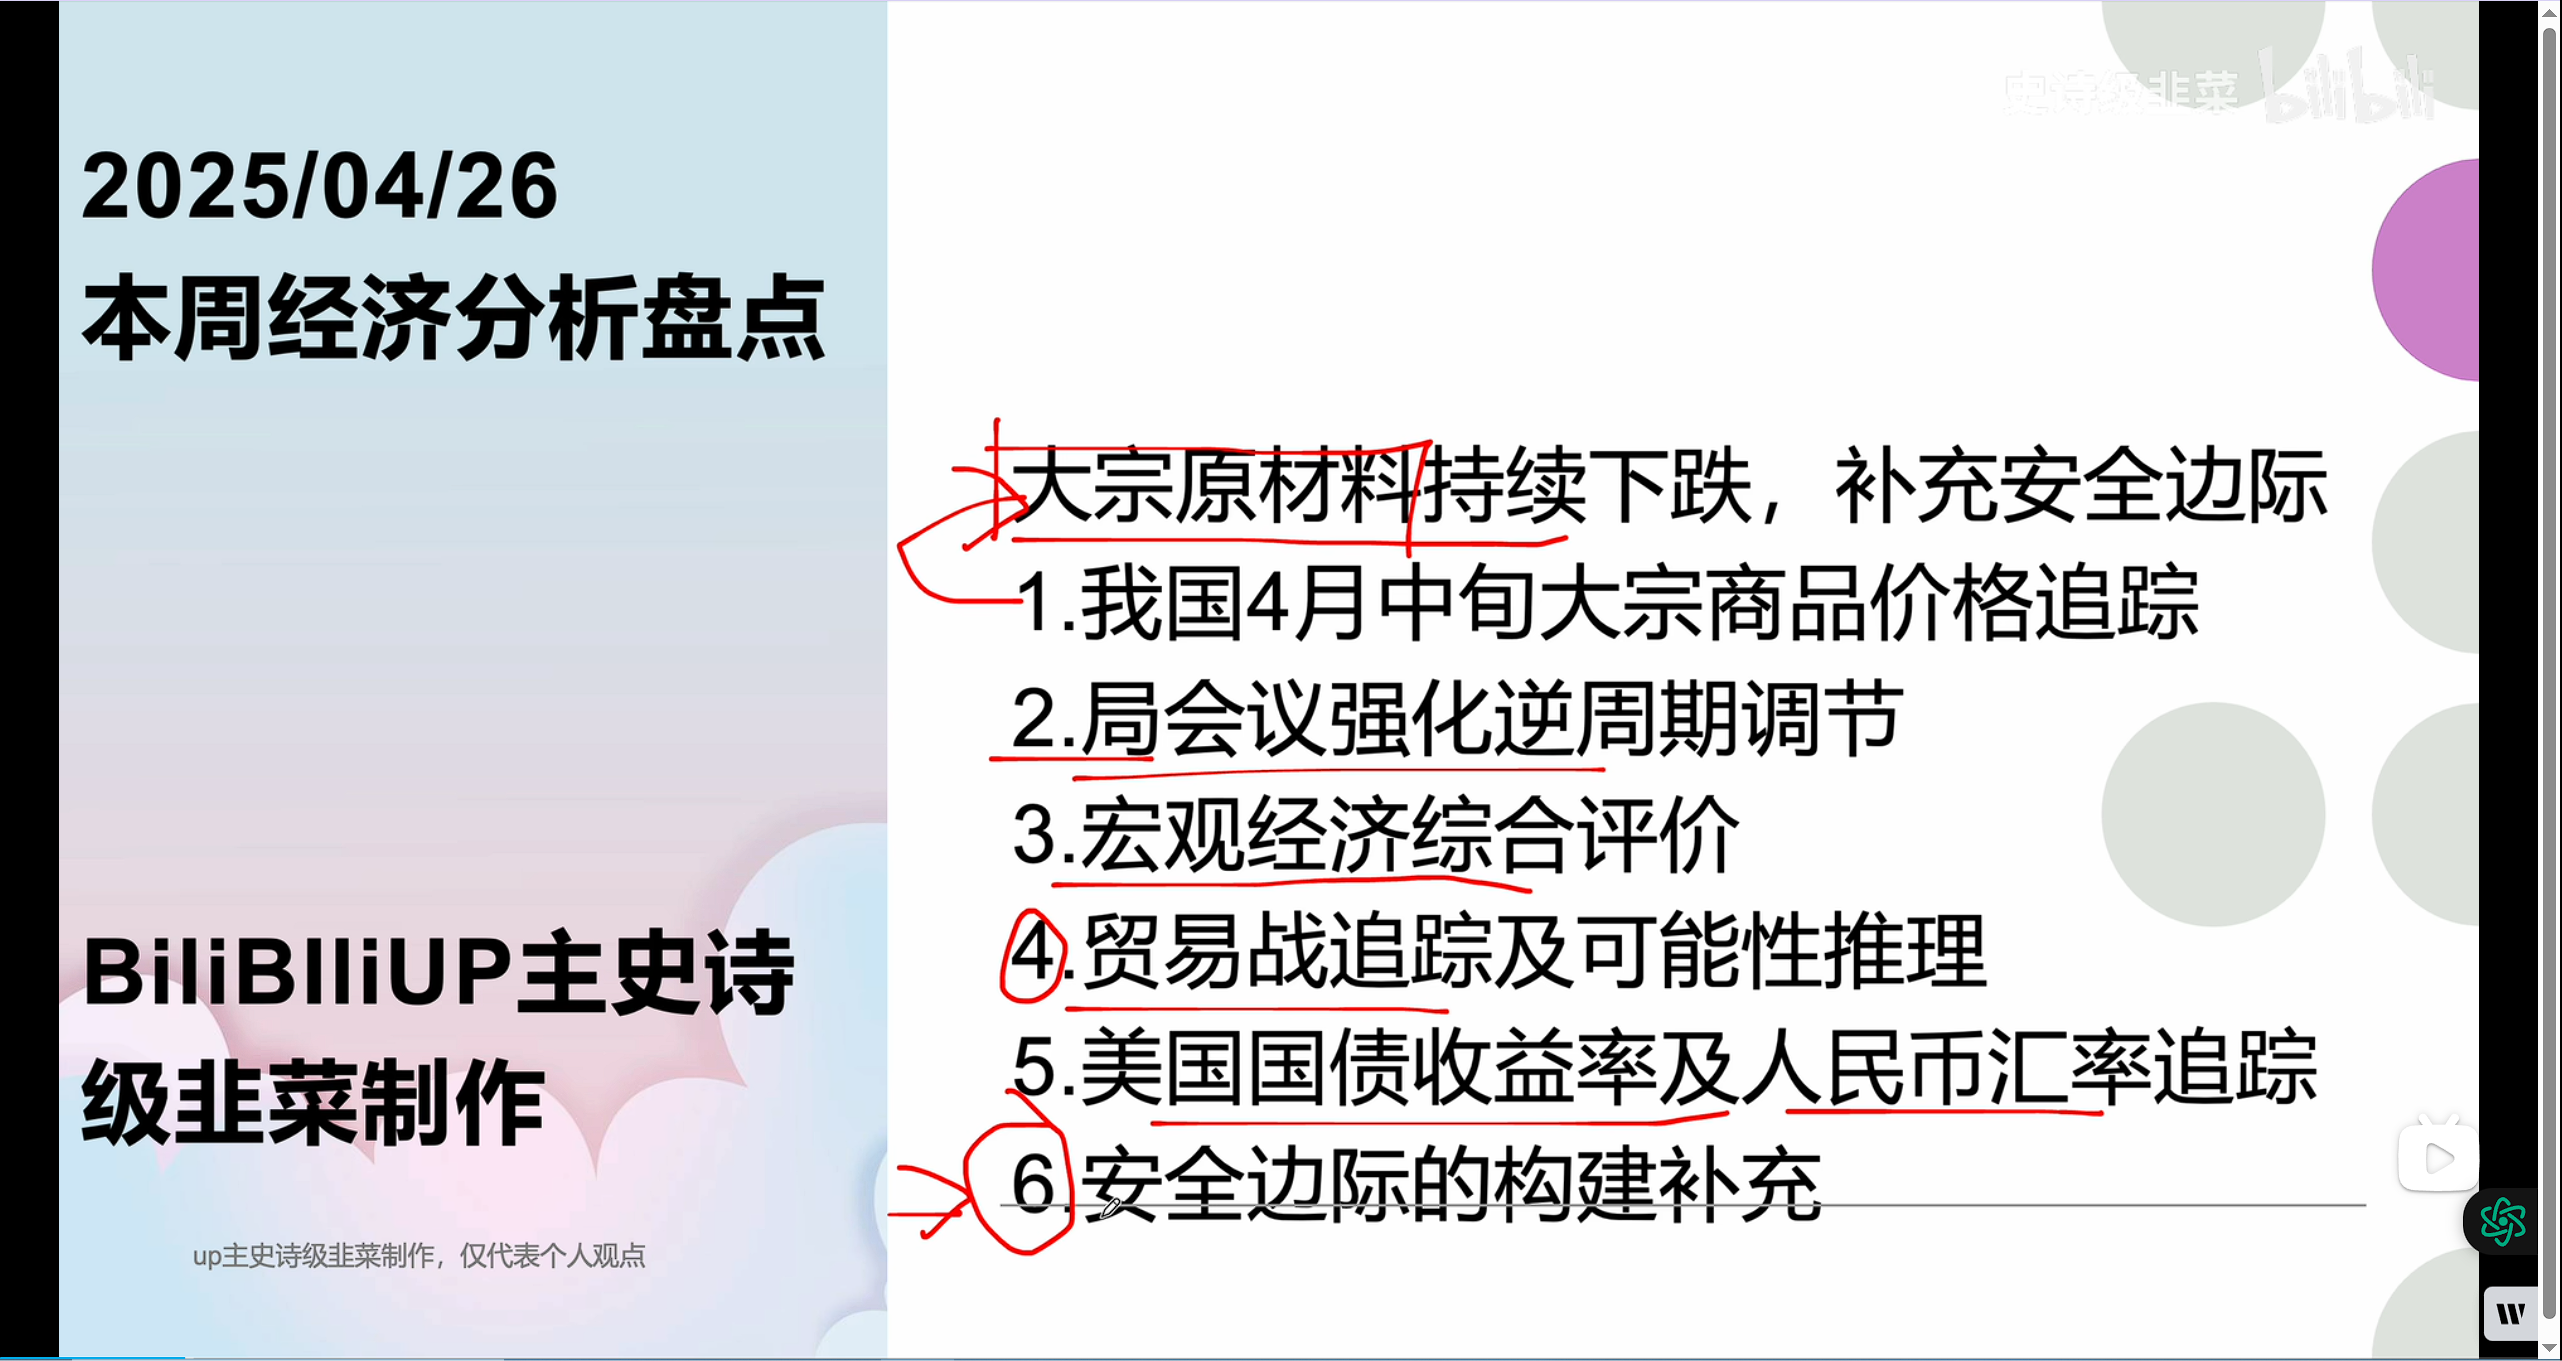 史诗级韭菜 bilibili
2025/04/26
本周经济分析盘点
大宗原材料持续下跌，补充安全边际
1.我国4月中旬大宗商品价格追踪
2.局会议强化逆周期调节
3.宏观经济综合评价
4.贸易战追踪及可能性推理
5.美国国债收益率及人民币汇率追踪
6.安全边际的构建补充
BiliBIliUP主史诗
级韭菜制作
up主史诗级韭菜制作，仅代表个人观点
W